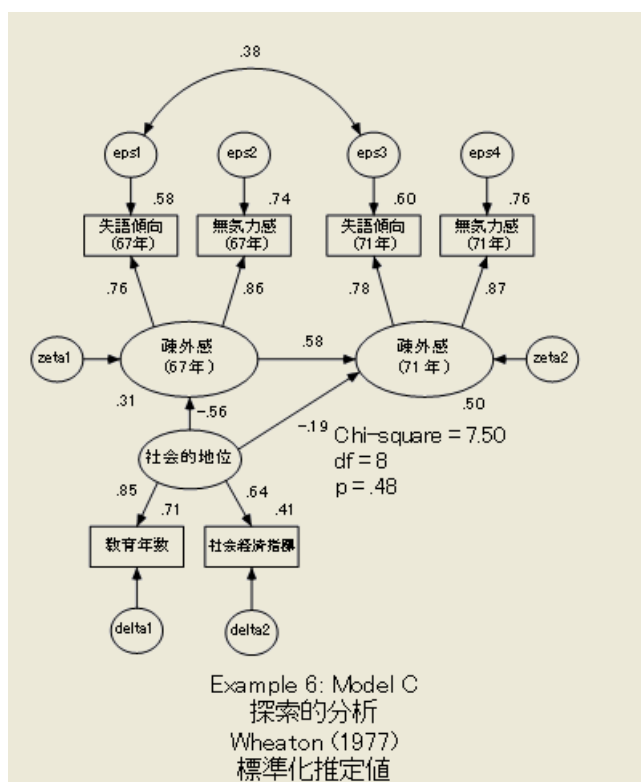 .38
eps1
eps2
eps3
eps4
.58
.74
.60
.76
失語傾向
(67年)
無気力感
(67年)
失語傾向
(71年)
無気力感
(71年)
.76
.86
.78
.87
zeta1
疎外感
(67年)
.58
疎外感
(71年)
zeta2
.31
-.56
.50
-.19
社会的地位
Chi-square = 7.50
df = 8
p = .48
.85
.71
.64
.41
教育年数
社会経済指標
delta1
delta2
Example 6: Model C
探索的分析
Wheaton (1977)
標準化推定値